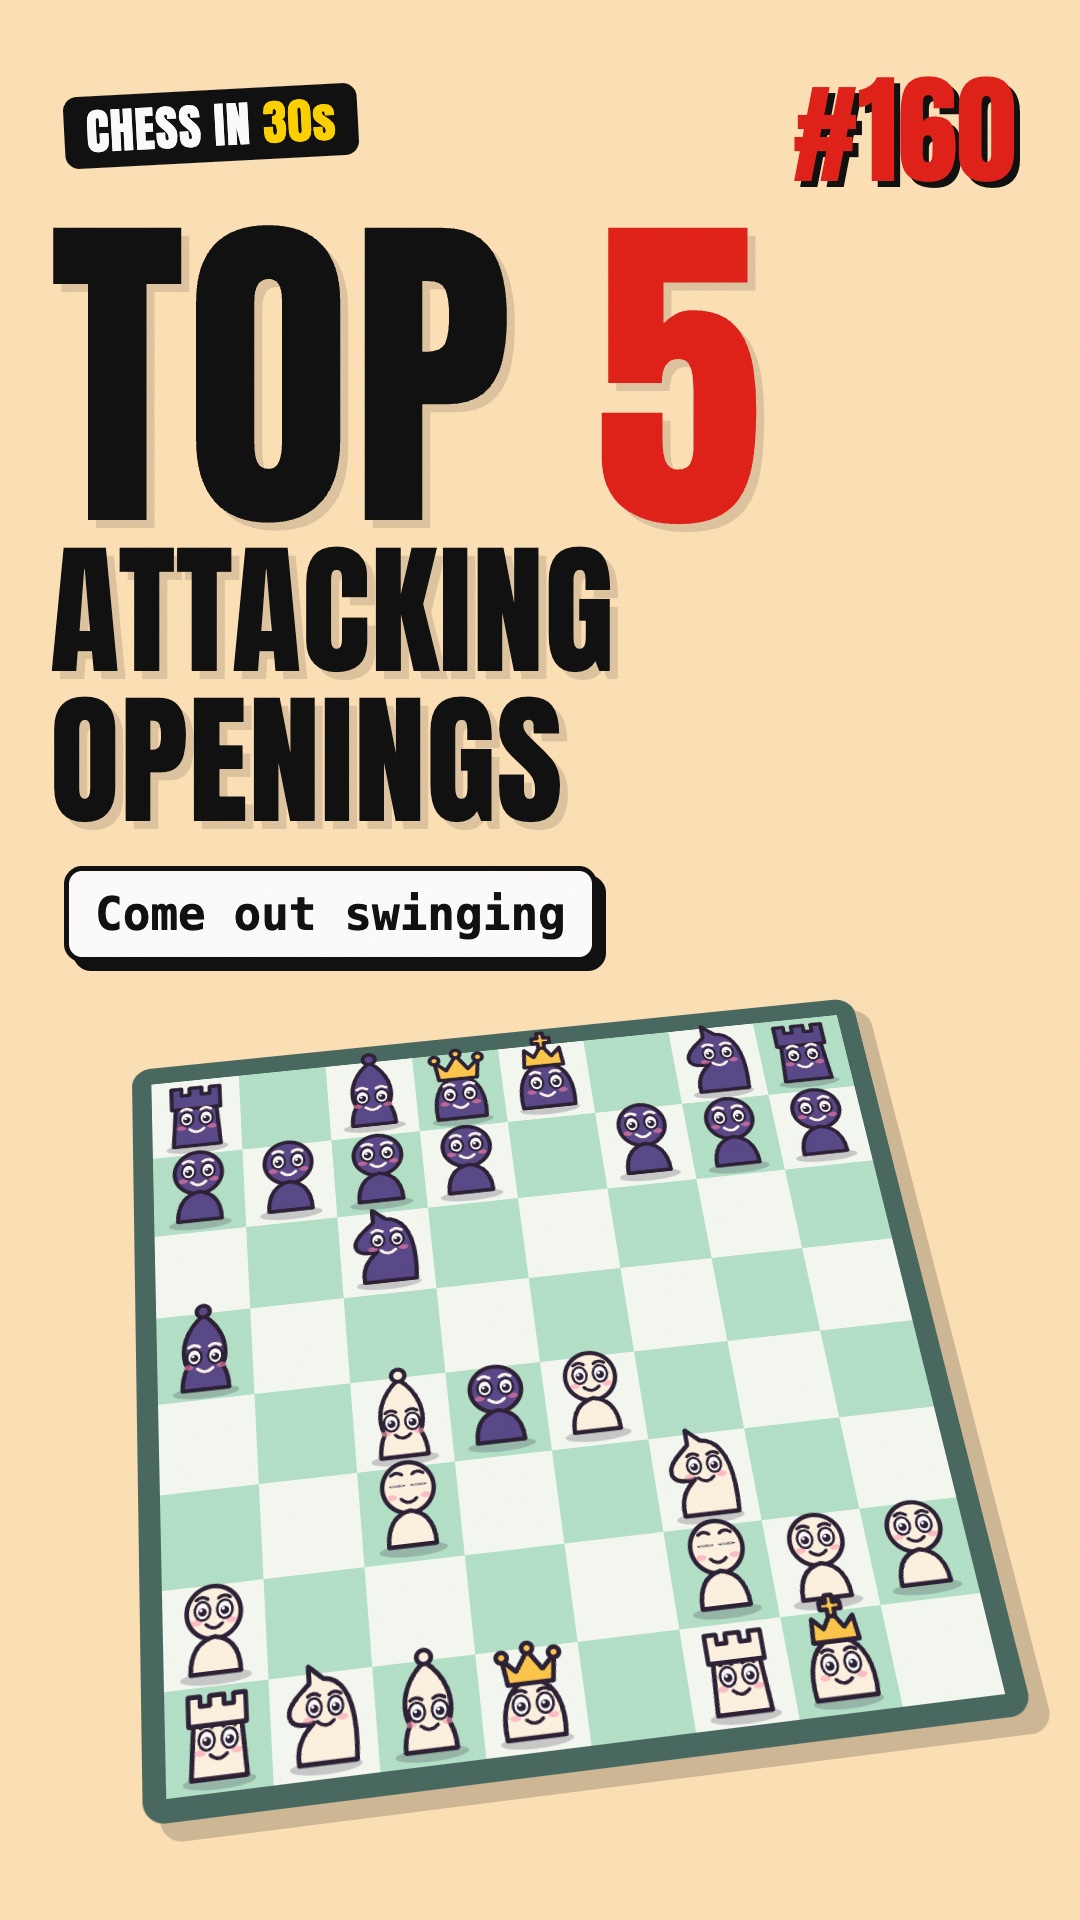 CHESS IN 30s
#160
TOP 5
ATTACKING
OPENINGS
Come out swinging